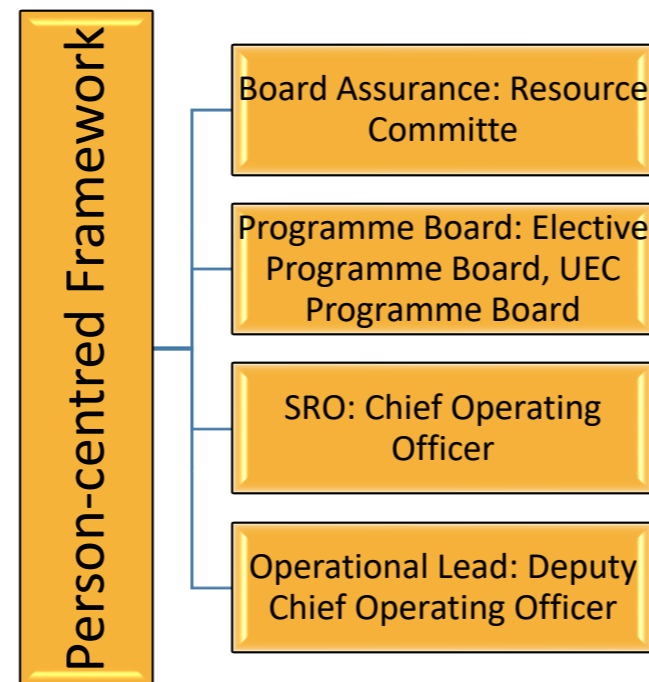 Person-centred Framework
Board Assurance: Resource
Committe
Programme Board: Elective
Programme Board, UEC
Programme Board
SRO: Chief Operating
Officer
Operational Lead: Deputy
Chief Operating Officer